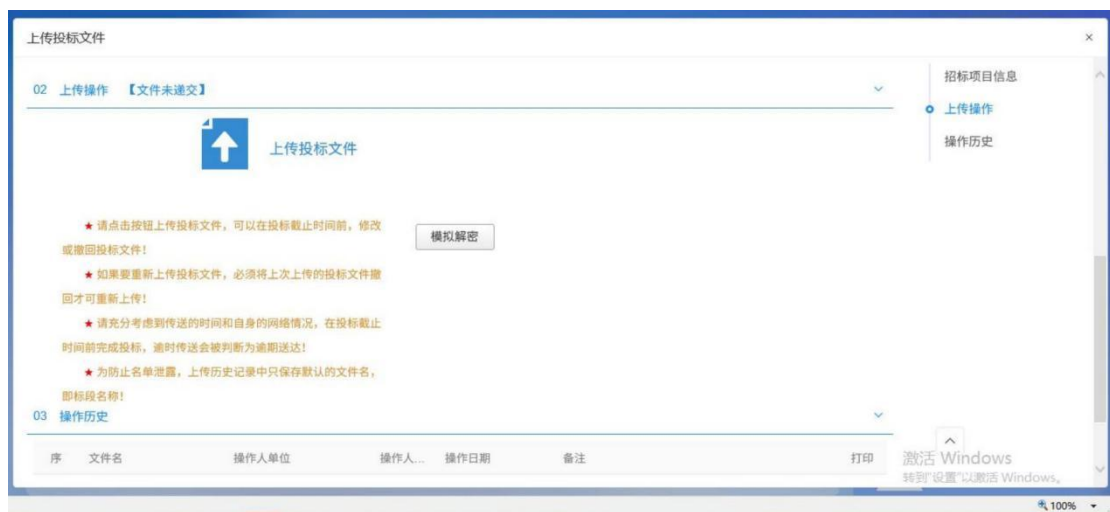 上传投标文件
×
02 上传操作 【文件未递交】
上传投标文件
★ 请点击按钮上传投标文件，可以在投标截止时间前，修改
或撤回投标文件！
★ 如果要重新上传投标文件，必须将上次上传的投标文件撤
回才可重新上传！
★ 请充分考虑到传送的时间和自身的网络情况，在投标截止
时间前完成投标，逾时传送会被判断为逾期送达！
★ 为防止名单泄露，上传历史记录中只保存默认的文件名，
即标段名称！
模拟解密
03 操作历史
序 文件名 操作人单位 操作人... 操作日期 备注 打印
招标项目信息
上传操作
操作历史
激活 Windows
转到"设置"以激活 Windows。
100%